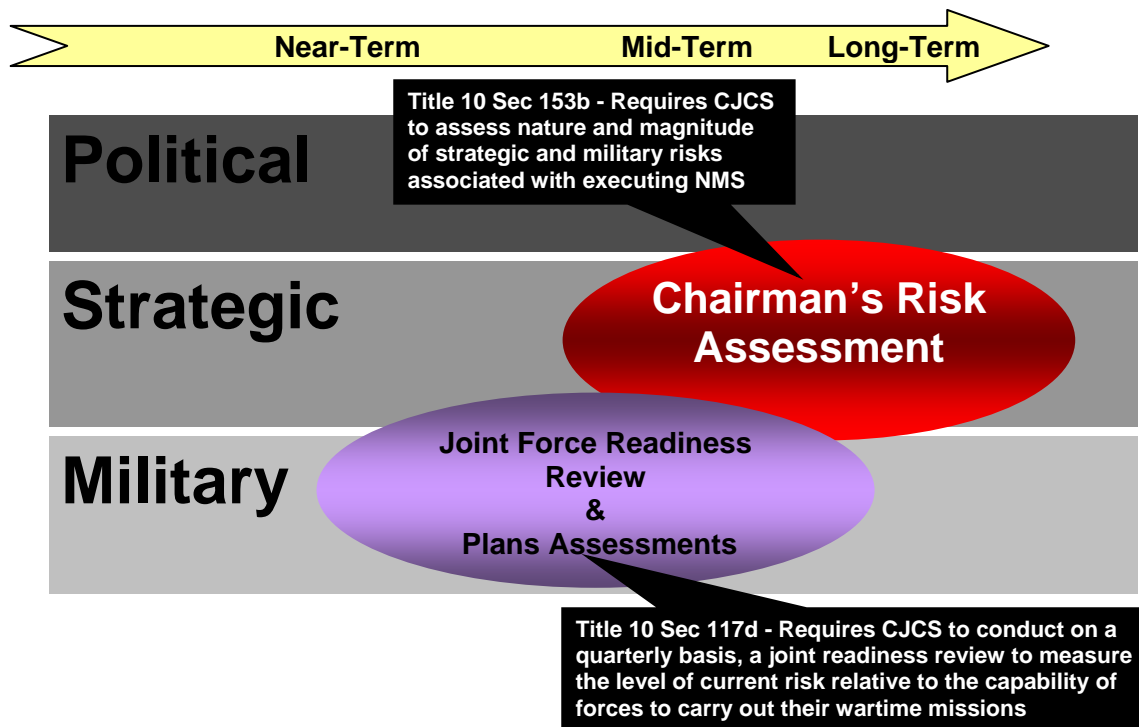 Near-Term Mid-Term Long-Term
Title 10 Sec 153b - Requires CJCS
to assess nature and magnitude
of strategic and military risks
associated with executing NMS
Political
Strategic
Chairman’s Risk
Assessment
Military
Joint Force Readiness
Review
&
Plans Assessments
Title 10 Sec 117d - Requires CJCS to conduct on a
quarterly basis, a joint readiness review to measure
the level of current risk relative to the capability of
forces to carry out their wartime missions